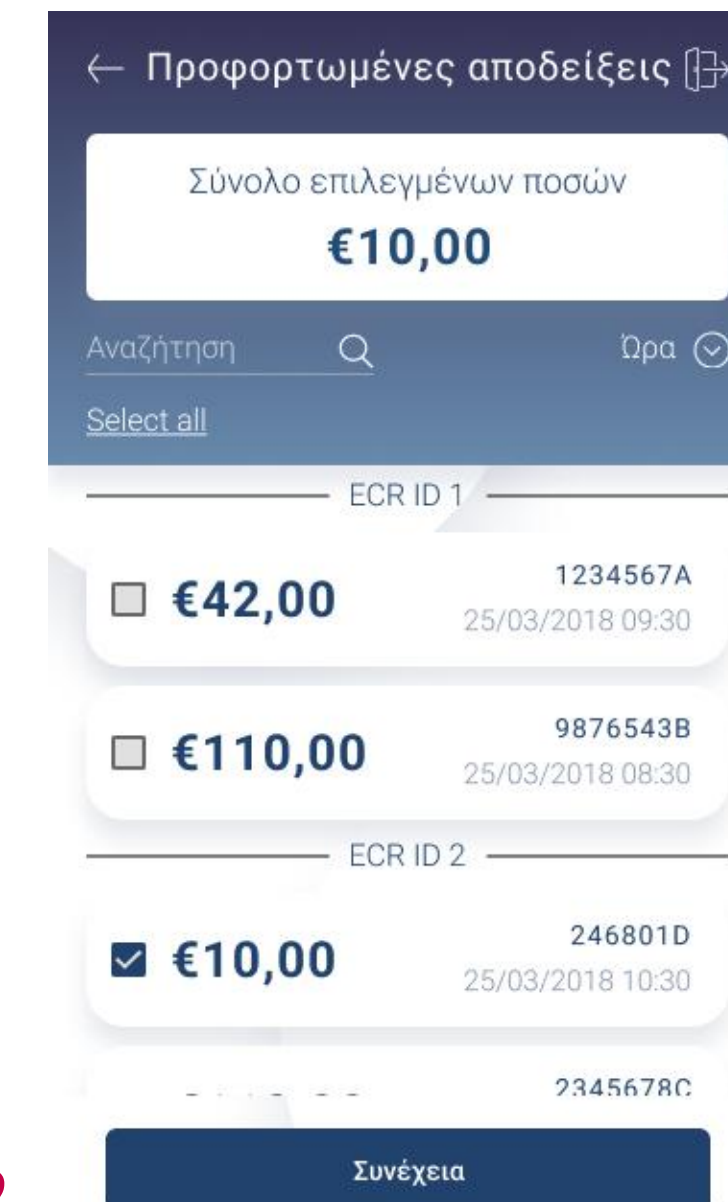 Προφορτωμένες αποδείξεις
Σύνολο επιλεγμένων ποσών
€10,00
Αναζήτηση Ώρα
Select all
ECR ID 1
€42,00 1234567A
25/03/2018 09:30
€110,00 9876543B
25/03/2018 08:30
ECR ID 2
€10,00 246801D
25/03/2018 10:30
2345678C
Συνέχεια